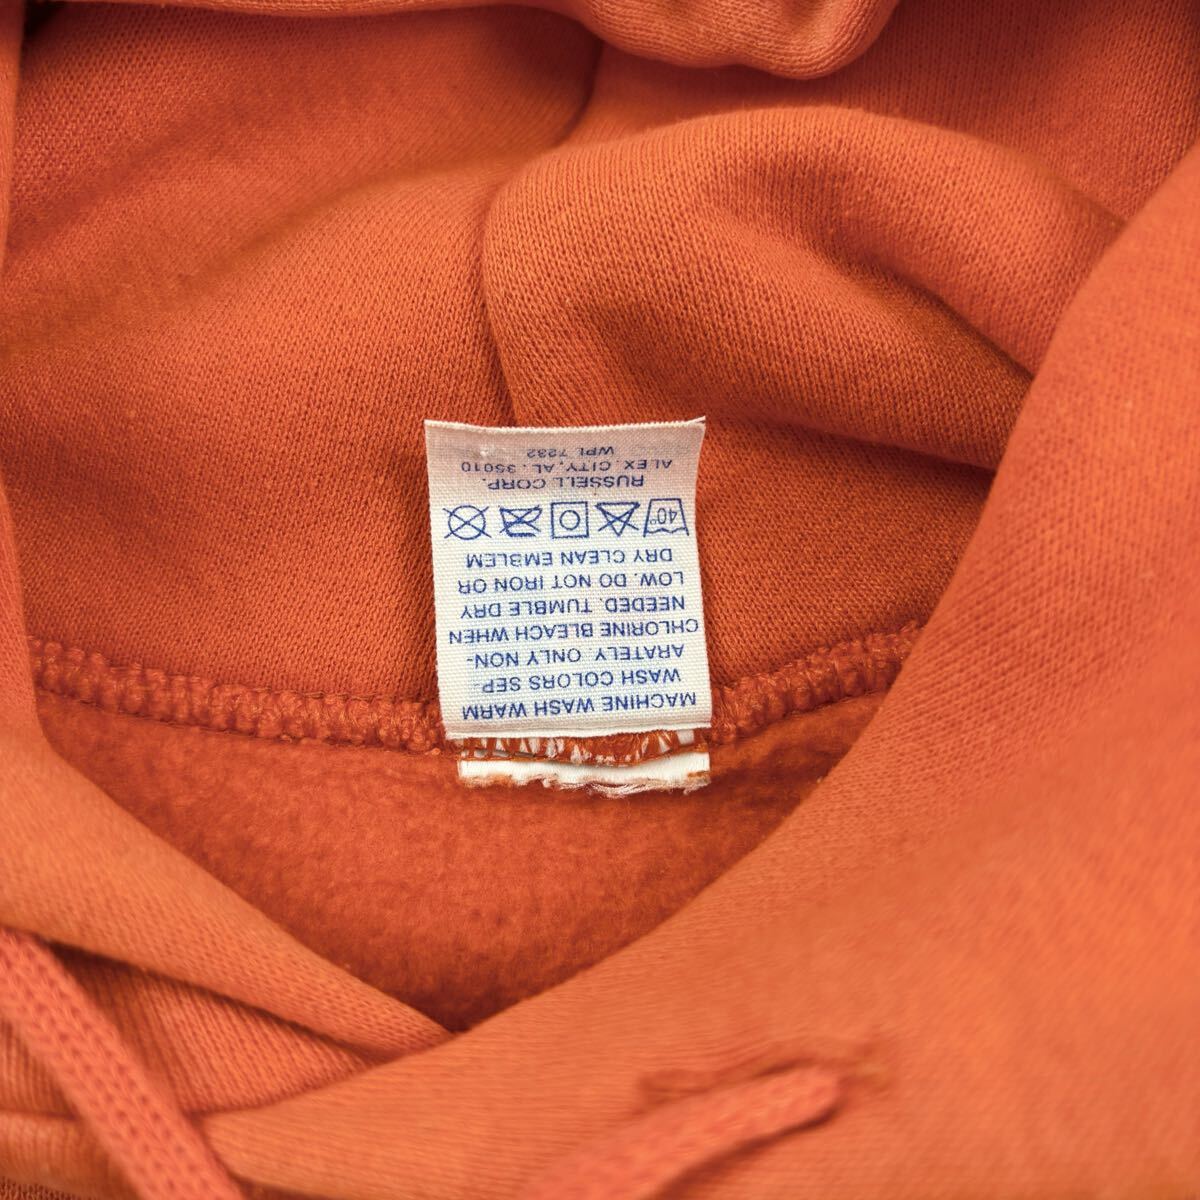 MACHINE WASH WARM
WASH COLORS SEP-
ARATELY ONLY NON-
CHLORINE BLEACH WHEN
NEEDED. TUMBLE DRY
LOW. DO NOT IRON OR
DRY CLEAN EMBLEM
40°
RUSSELL CORP.
ALEX. CITY, AL. 35010
WPL 7232